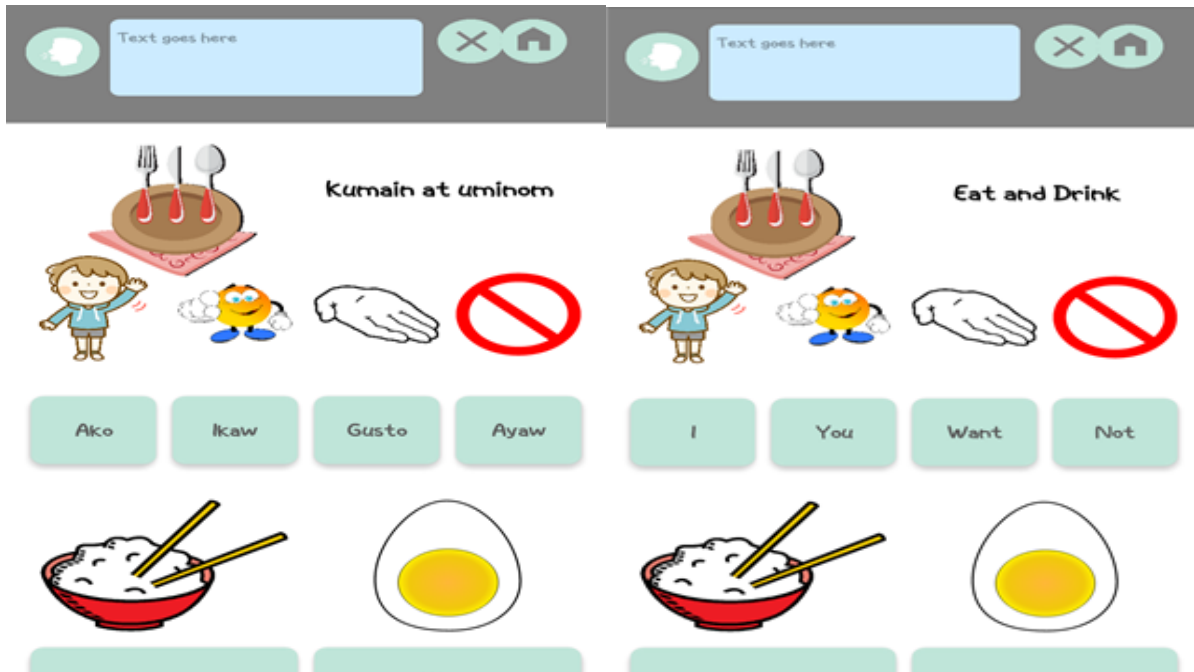 Text goes here
Kumain at uminom
Ako Ikaw Gusto Ayaw
Text goes here
Eat and Drink
I You Want Not